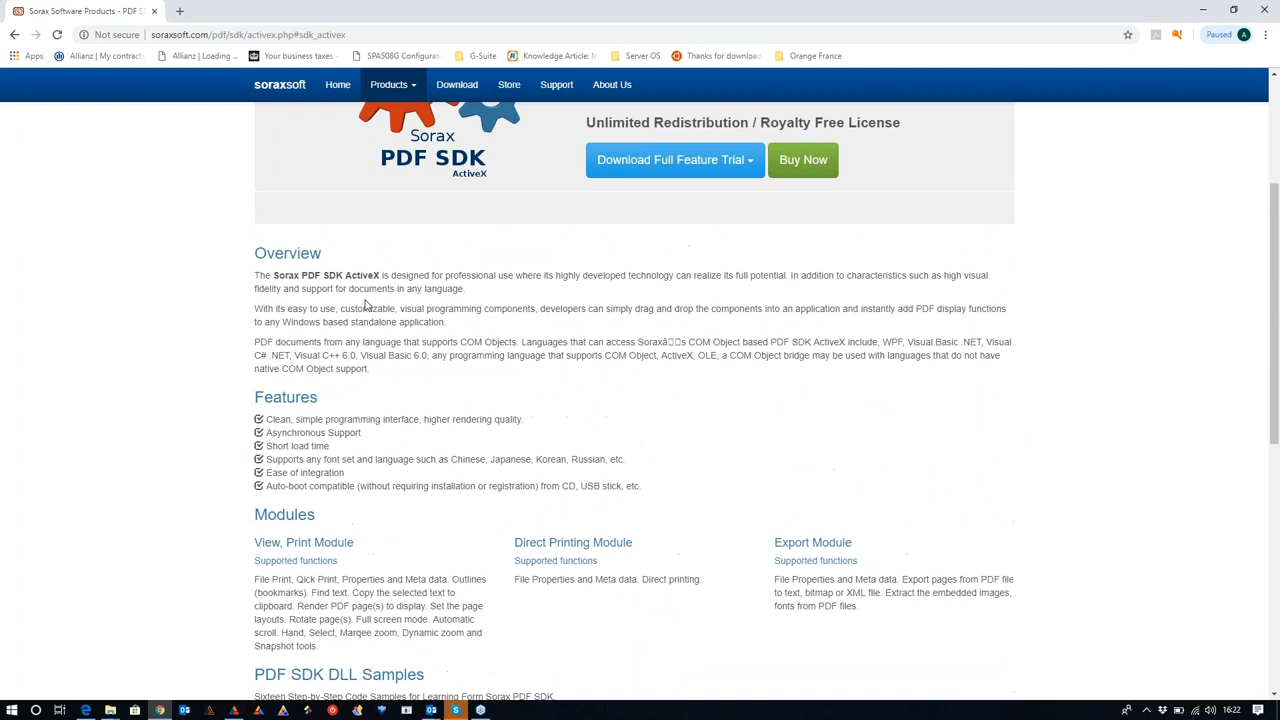 Sorax Software Products - PDF S
Not secure | soraxsoft.com/pdf/sdk/activex.php#sdk_activex
Paused A
Apps Allianz | My contracts Allianz | Loading ... Your business taxes - SPA508G Configurat G-Suite Knowledge Article: M Server OS Thanks for download Orange France
soraxsoft Home Products Download Store Support About Us
Sorax
PDF SDK
ActiveX
Unlimited Redistribution / Royalty Free License
Download Full Feature Trial Buy Now
Overview
The Sorax PDF SDK ActiveX is designed for professional use where its highly developed technology can realize its full potential. In addition to characteristics such as high visual
fidelity and support for documents in any language.
With its easy to use, customizable, visual programming components, developers can simply drag and drop the components into an application and instantly add PDF display functions
to any Windows based standalone application.
PDF documents from any language that supports COM Objects. Languages that can access Soraxâ□□s COM Object based PDF SDK ActiveX include, WPF, Visual Basic .NET, Visual
C# .NET, Visual C++ 6.0, Visual Basic 6.0, any programming language that supports COM Object, ActiveX, OLE, a COM Object bridge may be used with languages that do not have
native COM Object support.
Features
Clean, simple programming interface, higher rendering quality.
Asynchronous Support
Short load time
Supports any font set and language such as Chinese, Japanese, Korean, Russian, etc.
Ease of integration
Auto-boot compatible (without requiring installation or registration) from CD, USB stick, etc.
Modules
View, Print Module
Supported functions
File Print, Qick Print, Properties and Meta data. Outlines
(bookmarks). Find text. Copy the selected text to
clipboard. Render PDF page(s) to display. Set the page
layouts. Rotate page(s). Full screen mode. Automatic
scroll. Hand, Select, Marqee zoom, Dynamic zoom and
Snapshot tools.
Direct Printing Module
Supported functions
File Properties and Meta data. Direct printing.
Export Module
Supported functions
File Properties and Meta data. Export pages from PDF file
to text, bitmap or XML file. Extract the embedded images,
fonts from PDF files.
PDF SDK DLL Samples
Sixteen Step-by-Step Code Samples for Learning Form Sorax PDF SDK.
16:22